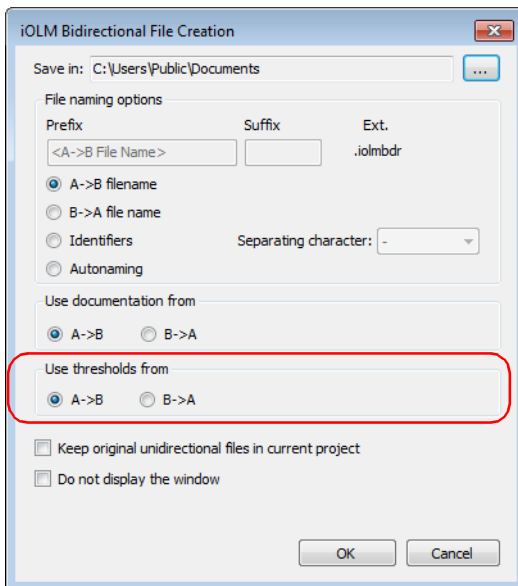 iOLM Bidirectional File Creation
Save in: C:\Users\Public\Documents ...
File naming options
Prefix Suffix Ext.
<A->B File Name> .iolmbdr
A->B filename
B->A file name
Identifiers Separating character: -
Autonaming
Use documentation from
A->B B->A
Use thresholds from
A->B B->A
Keep original unidirectional files in current project
Do not display the window
OK Cancel